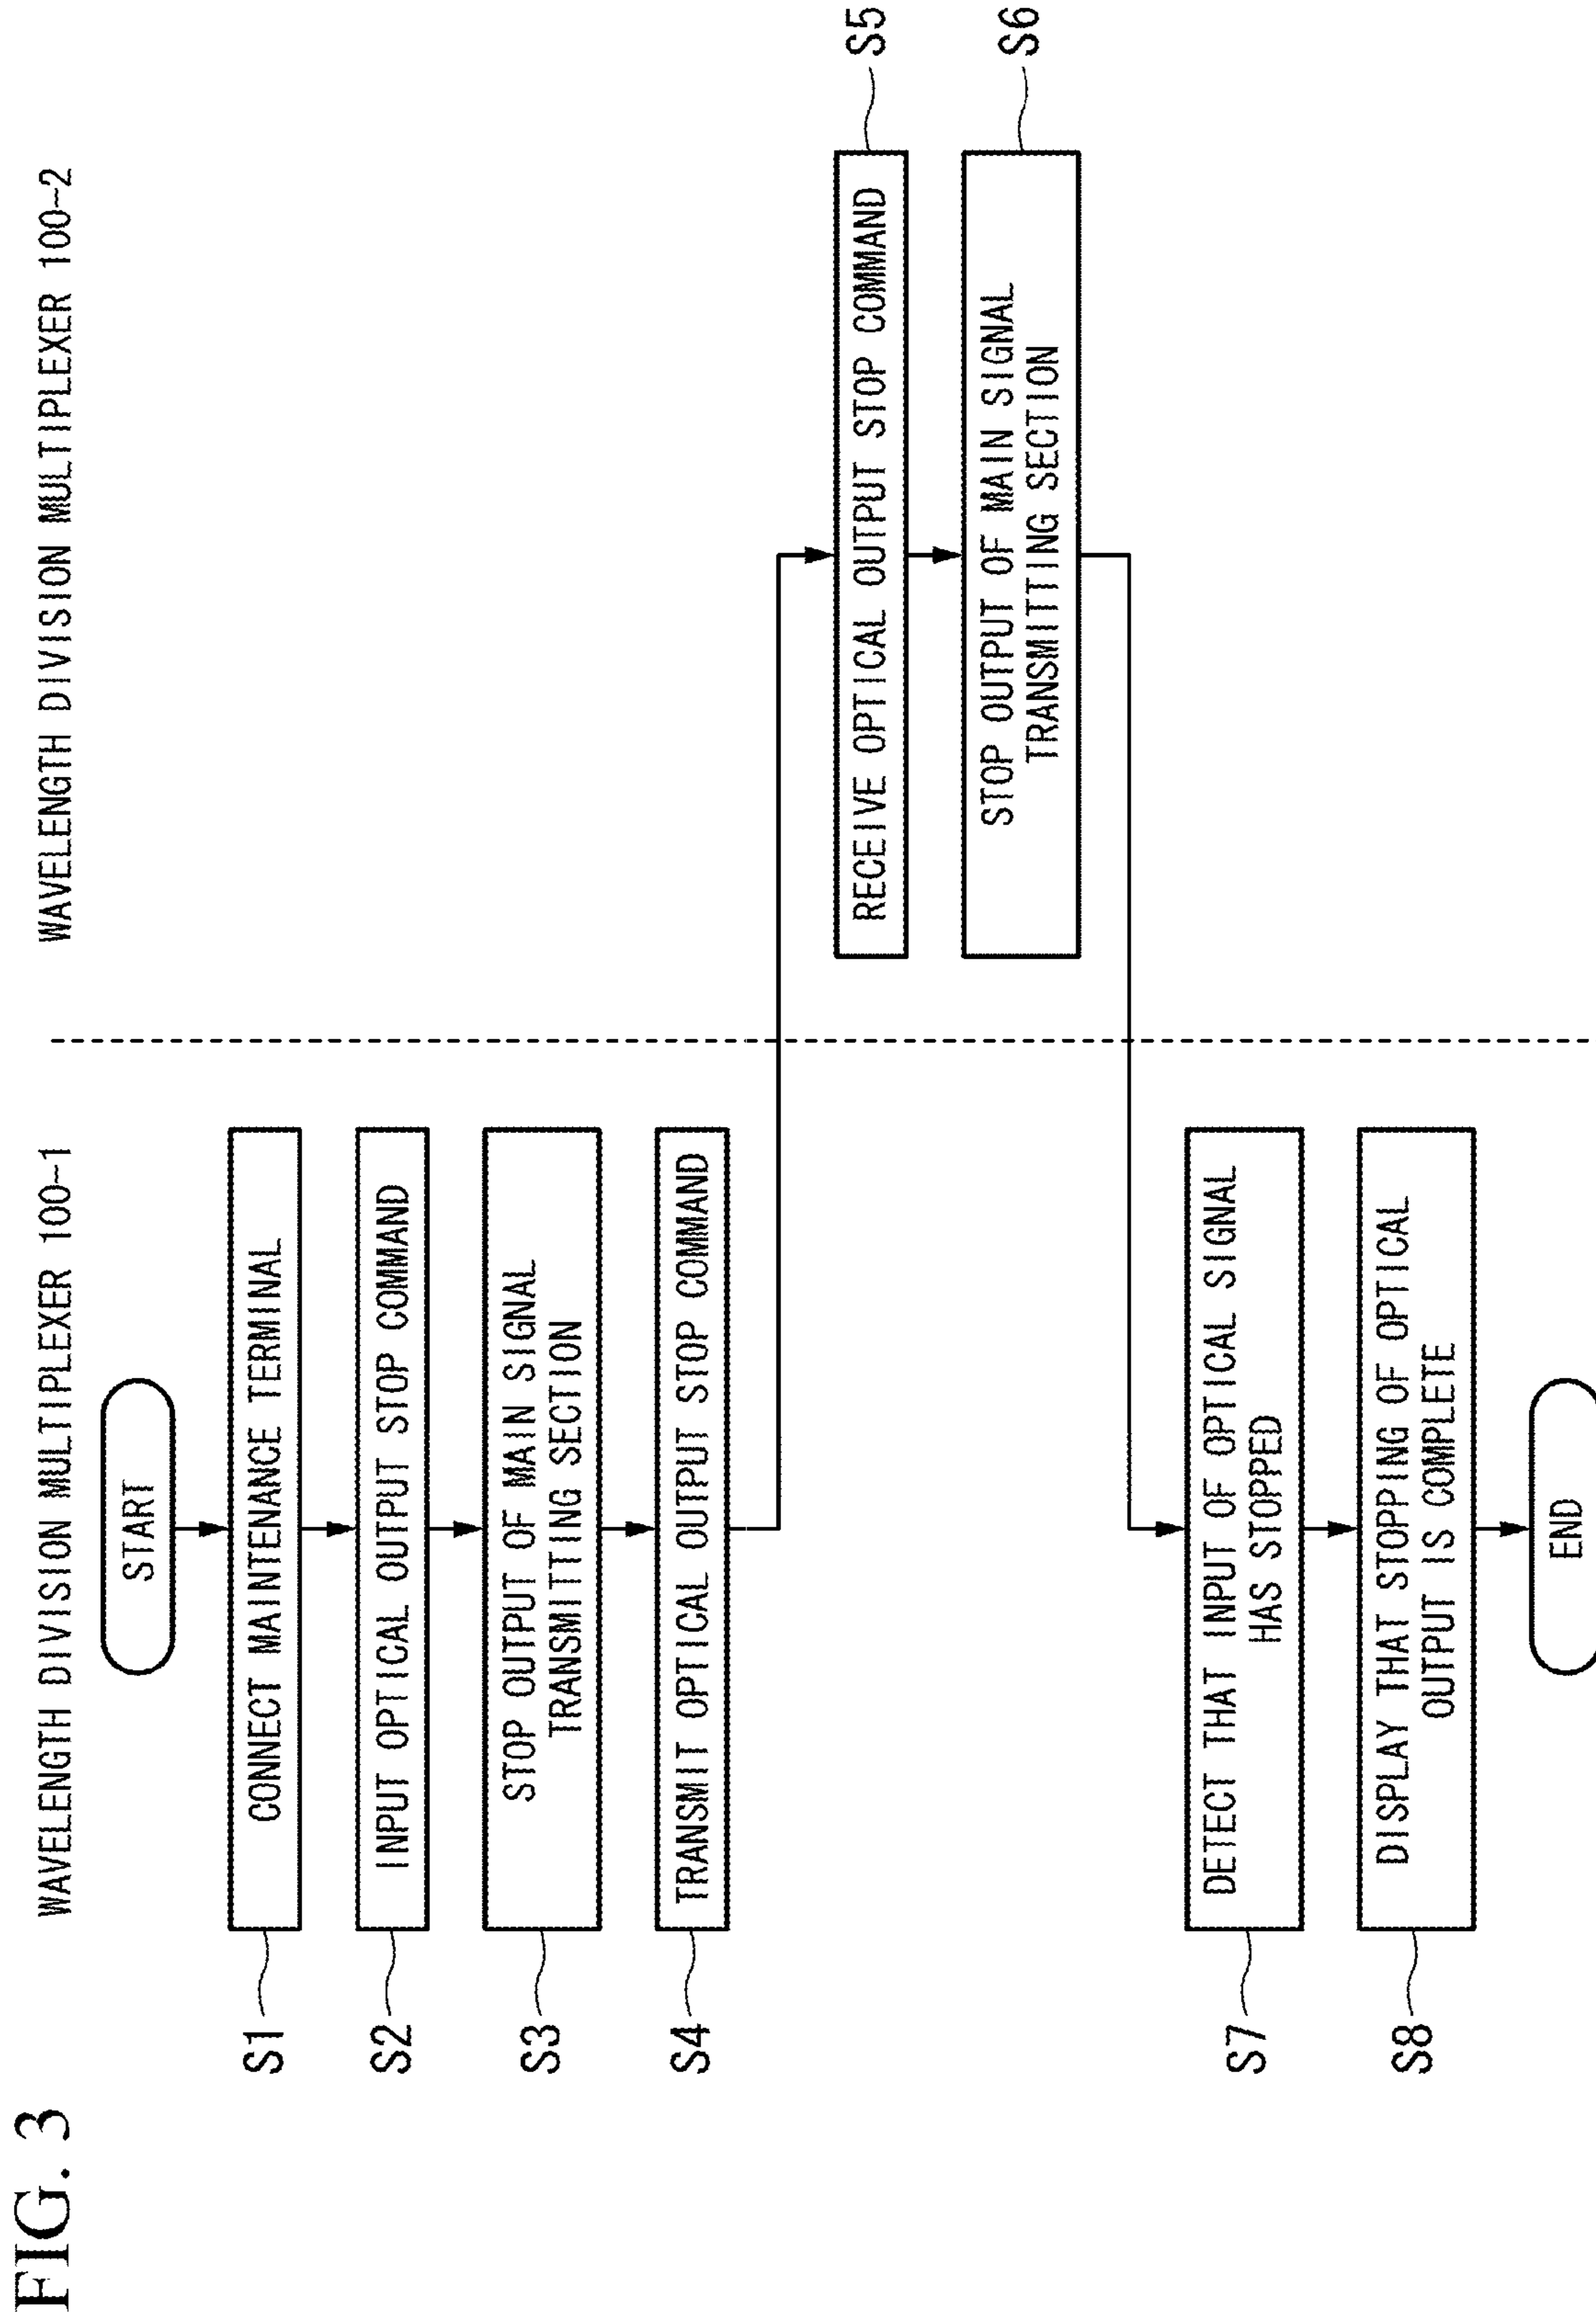 FIG. 3
WAVELENGTH DIVISION MULTIPLEXER 100-1
WAVELENGTH DIVISION MULTIPLEXER 100-2
START
S1
CONNECT MAINTENANCE TERMINAL
S2
INPUT OPTICAL OUTPUT STOP COMMAND
S3
STOP OUTPUT OF MAIN SIGNAL
TRANSMITTING SECTION
S4
TRANSMIT OPTICAL OUTPUT STOP COMMAND
RECEIVE OPTICAL OUTPUT STOP COMMAND
S5
STOP OUTPUT OF MAIN SIGNAL
TRANSMITTING SECTION
S6
S7
DETECT THAT INPUT OF OPTICAL SIGNAL
HAS STOPPED
S8
DISPLAY THAT STOPPING OF OPTICAL
OUTPUT IS COMPLETE
END